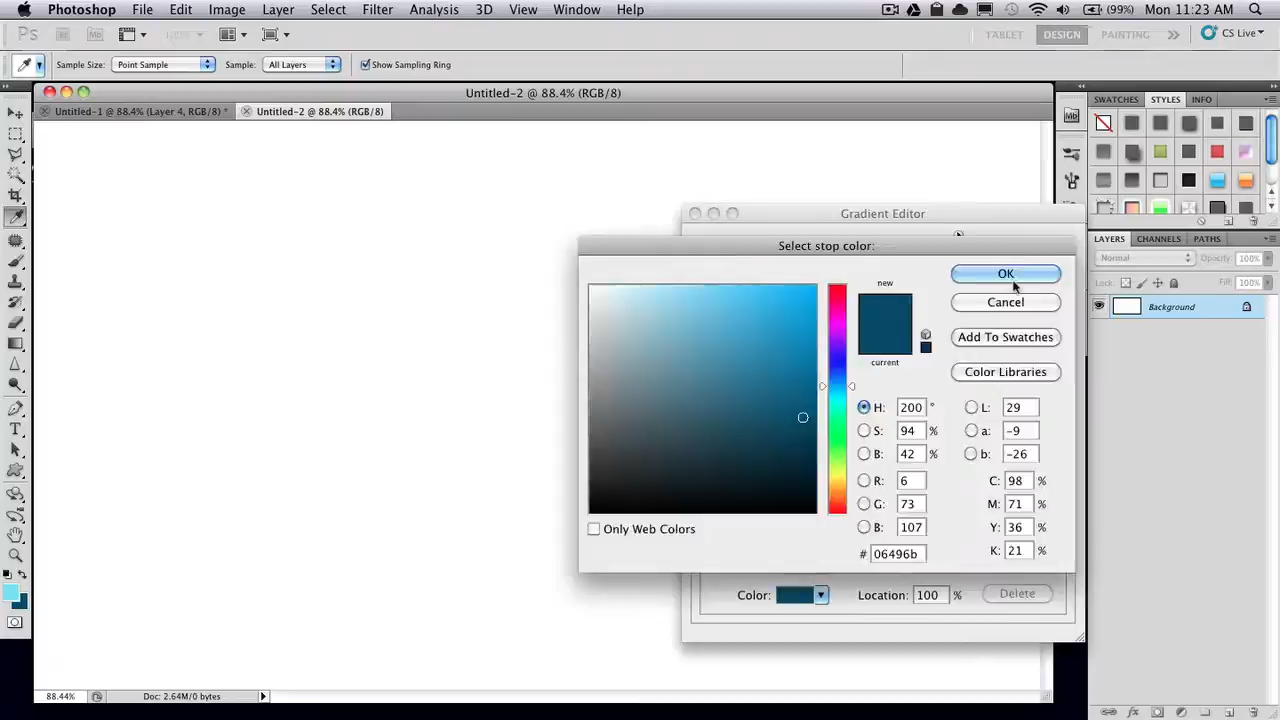 Photoshop File Edit Image Layer Select Filter Analysis 3D View Window Help (99%) Mon 11:23 AM
Ps Br Mb TABLET DESIGN PAINTING CS Live
Sample Size: Point Sample Sample: All Layers Show Sampling Ring
Untitled-2 @ 88.4% (RGB/8)
Untitled-1 @ 88.4% (Layer 4, RGB/8) * Untitled-2 @ 88.4% (RGB/8)
SWATCHES STYLES INFO
Mb
Gradient Editor
Select stop color:
new
current
OK
Cancel
Add To Swatches
Color Libraries
H: 200 ° L: 29
S: 94 % a: -9
B: 42 % b: -26
R: 6 C: 98 %
G: 73 M: 71 %
B: 107 Y: 36 %
# 06496b K: 21 %
Only Web Colors
Color: Location: 100 % Delete
LAYERS CHANNELS PATHS
Normal Opacity: 100%
Lock: Fill: 100%
Background
88.44% Doc: 2.64M/0 bytes